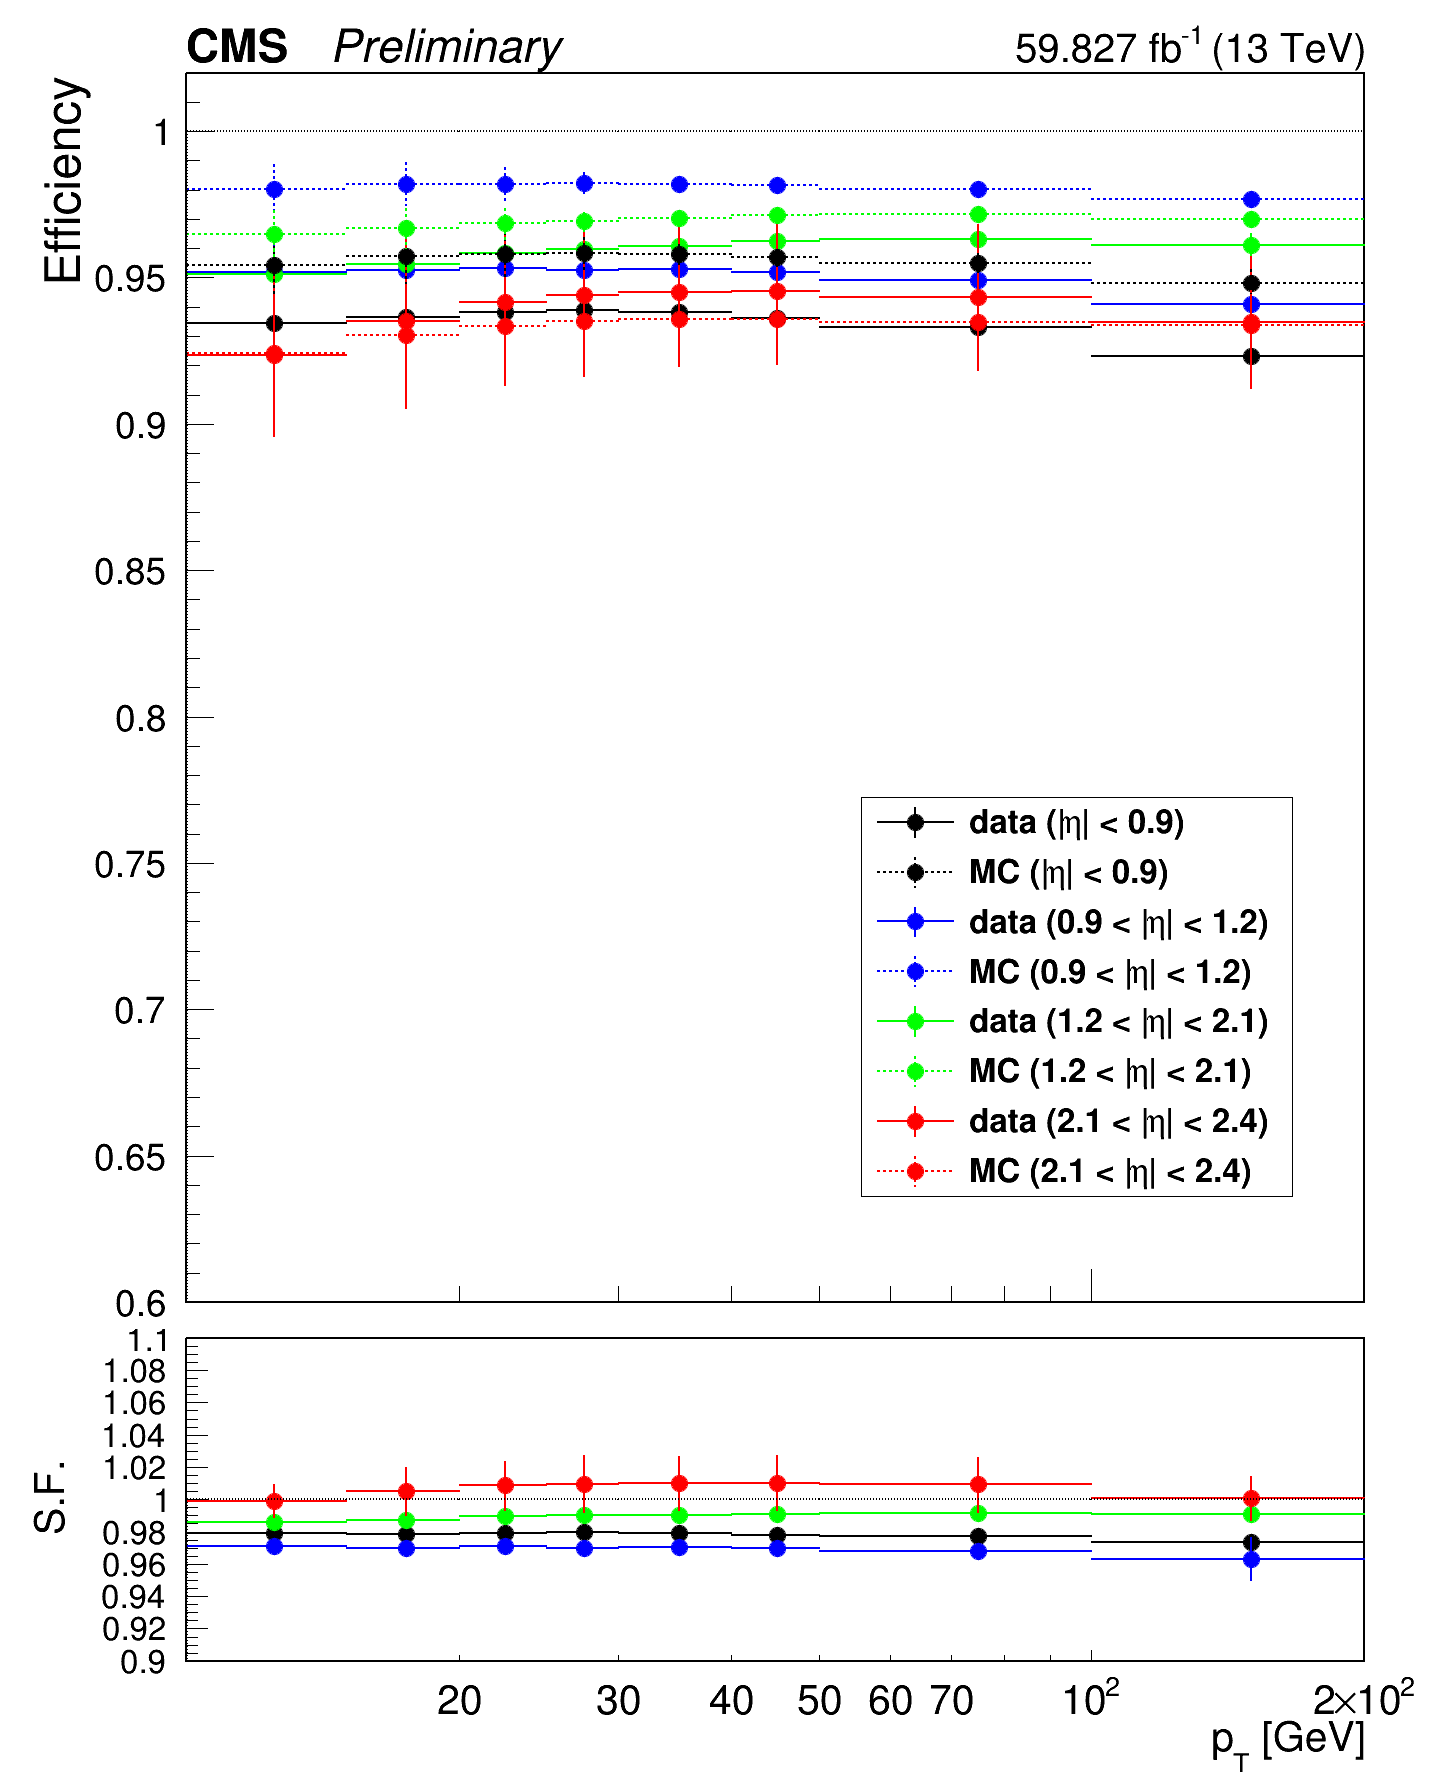 CMS Preliminary 59.827 fb⁻¹ (13 TeV)
Efficiency
1
0.95
0.9
0.85
0.8
0.75
0.7
0.65
0.6
data (|η| < 0.9)
MC (|η| < 0.9)
data (0.9 < |η| < 1.2)
MC (0.9 < |η| < 1.2)
data (1.2 < |η| < 2.1)
MC (1.2 < |η| < 2.1)
data (2.1 < |η| < 2.4)
MC (2.1 < |η| < 2.4)
S.F.
1.1
1.08
1.06
1.04
1.02
1
0.98
0.96
0.94
0.92
0.9
20 30 40 50 60 70 10² 2×10²
p_T [GeV]